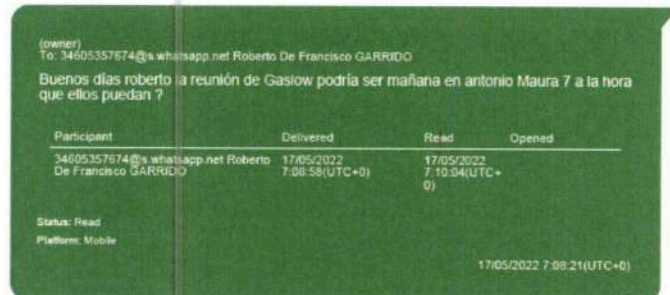 (owner)
To: 34605357674@s.whatsapp.net Roberto De Francisco GARRIDO
Buenos días roberto la reunión de Gaslow podría ser mañana en antonio Maura 7 a la hora
que ellos puedan ?
Participant Delivered Read Opened
34605357674@s.whatsapp.net Roberto 17/05/2022 17/05/2022
De Francisco GARRIDO 7:08:58(UTC+0) 7:10:04(UTC+
0)
Status: Read
Platform: Mobile
17/05/2022 7:08:21(UTC+0)